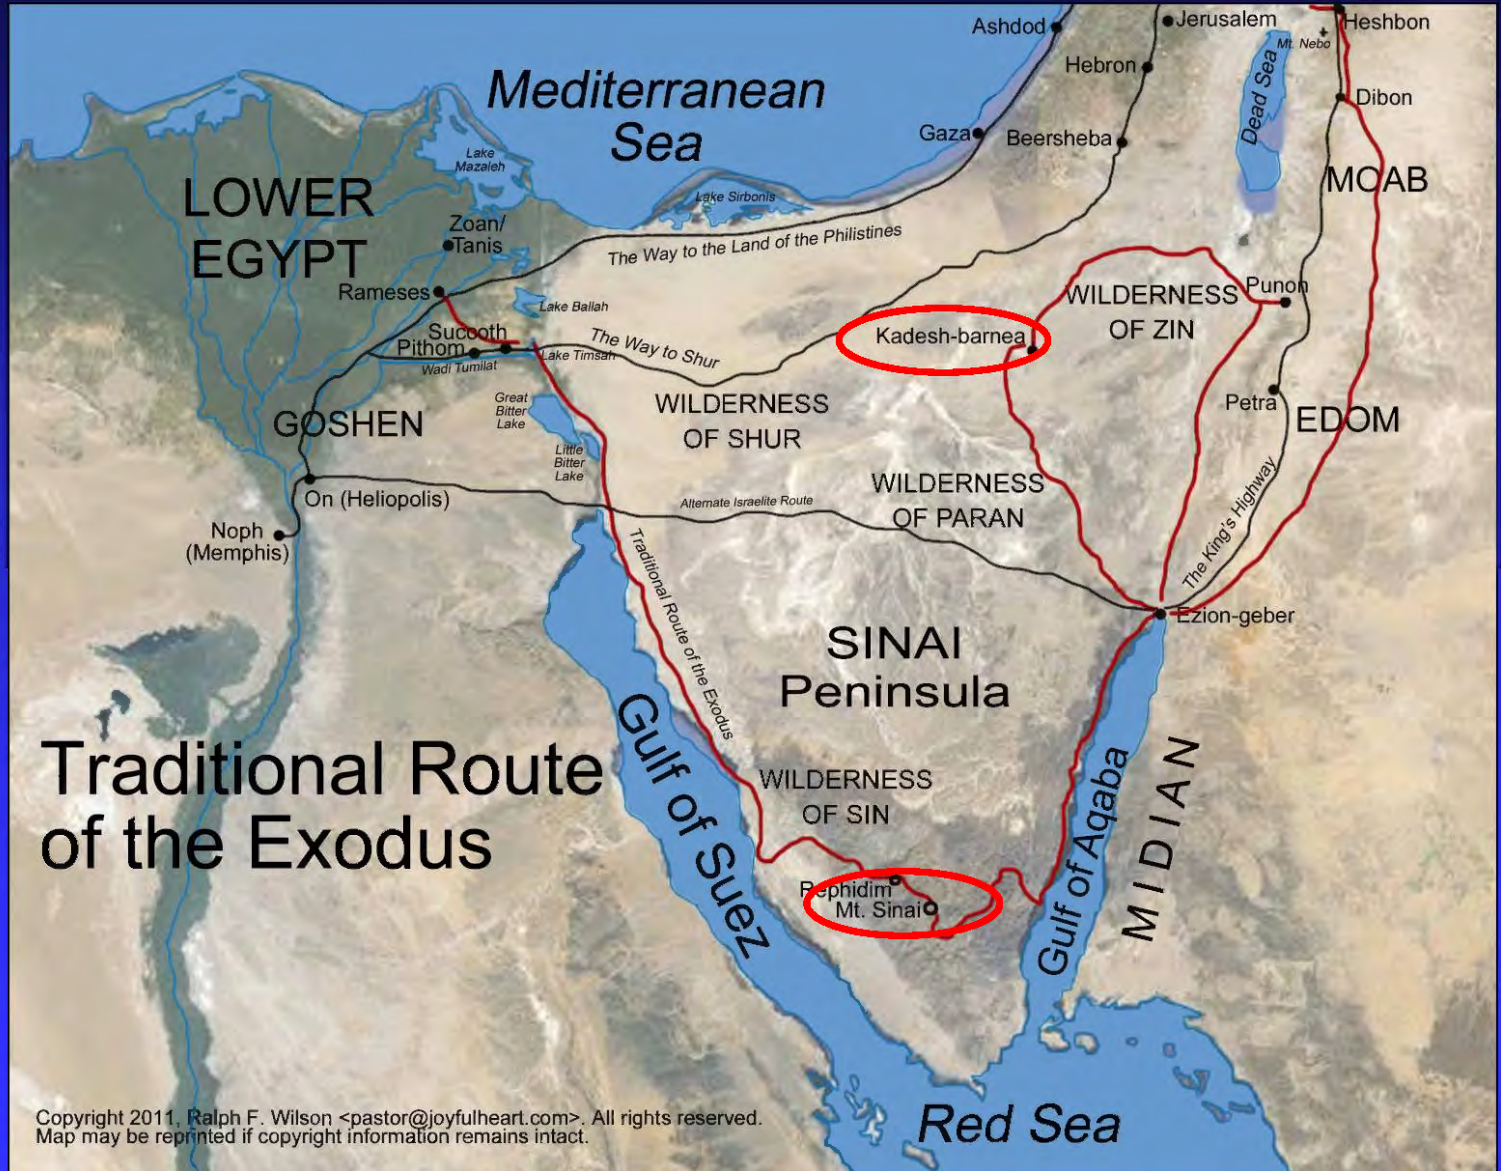 Ashdod
Jerusalem
Heshbon
Mt. Nebo
Hebron
Dead Sea
Dibon
Mediterranean
Sea
Gaza
Beersheba
Lake
Mazaleh
LOWER
EGYPT
MOAB
Lake Sirbonis
Zoan/
Tanis
The Way to the Land of the Philistines
Rameses
Lake Ballah
WILDERNESS
OF ZIN
Punon
Succoth
Pithom
Wadi Tumilat
Lake Timsah
The Way to Shur
Kadesh-barnea
Great
Bitter
Lake
WILDERNESS
OF SHUR
Petra
EDOM
GOSHEN
Little
Bitter
Lake
On (Heliopolis)
Alternate Israelite Route
WILDERNESS
OF PARAN
The King's Highway
Noph
(Memphis)
Traditional Route of the Exodus
Ezion-geber
SINAI
Peninsula
Traditional Route
of the Exodus
Gulf of Suez
WILDERNESS
OF SIN
Gulf of Aqaba
MIDIAN
Rephidim
Mt. Sinai
Red Sea
Copyright 2011, Ralph F. Wilson <pastor@joyfulheart.com>. All rights reserved.
Map may be reprinted if copyright information remains intact.